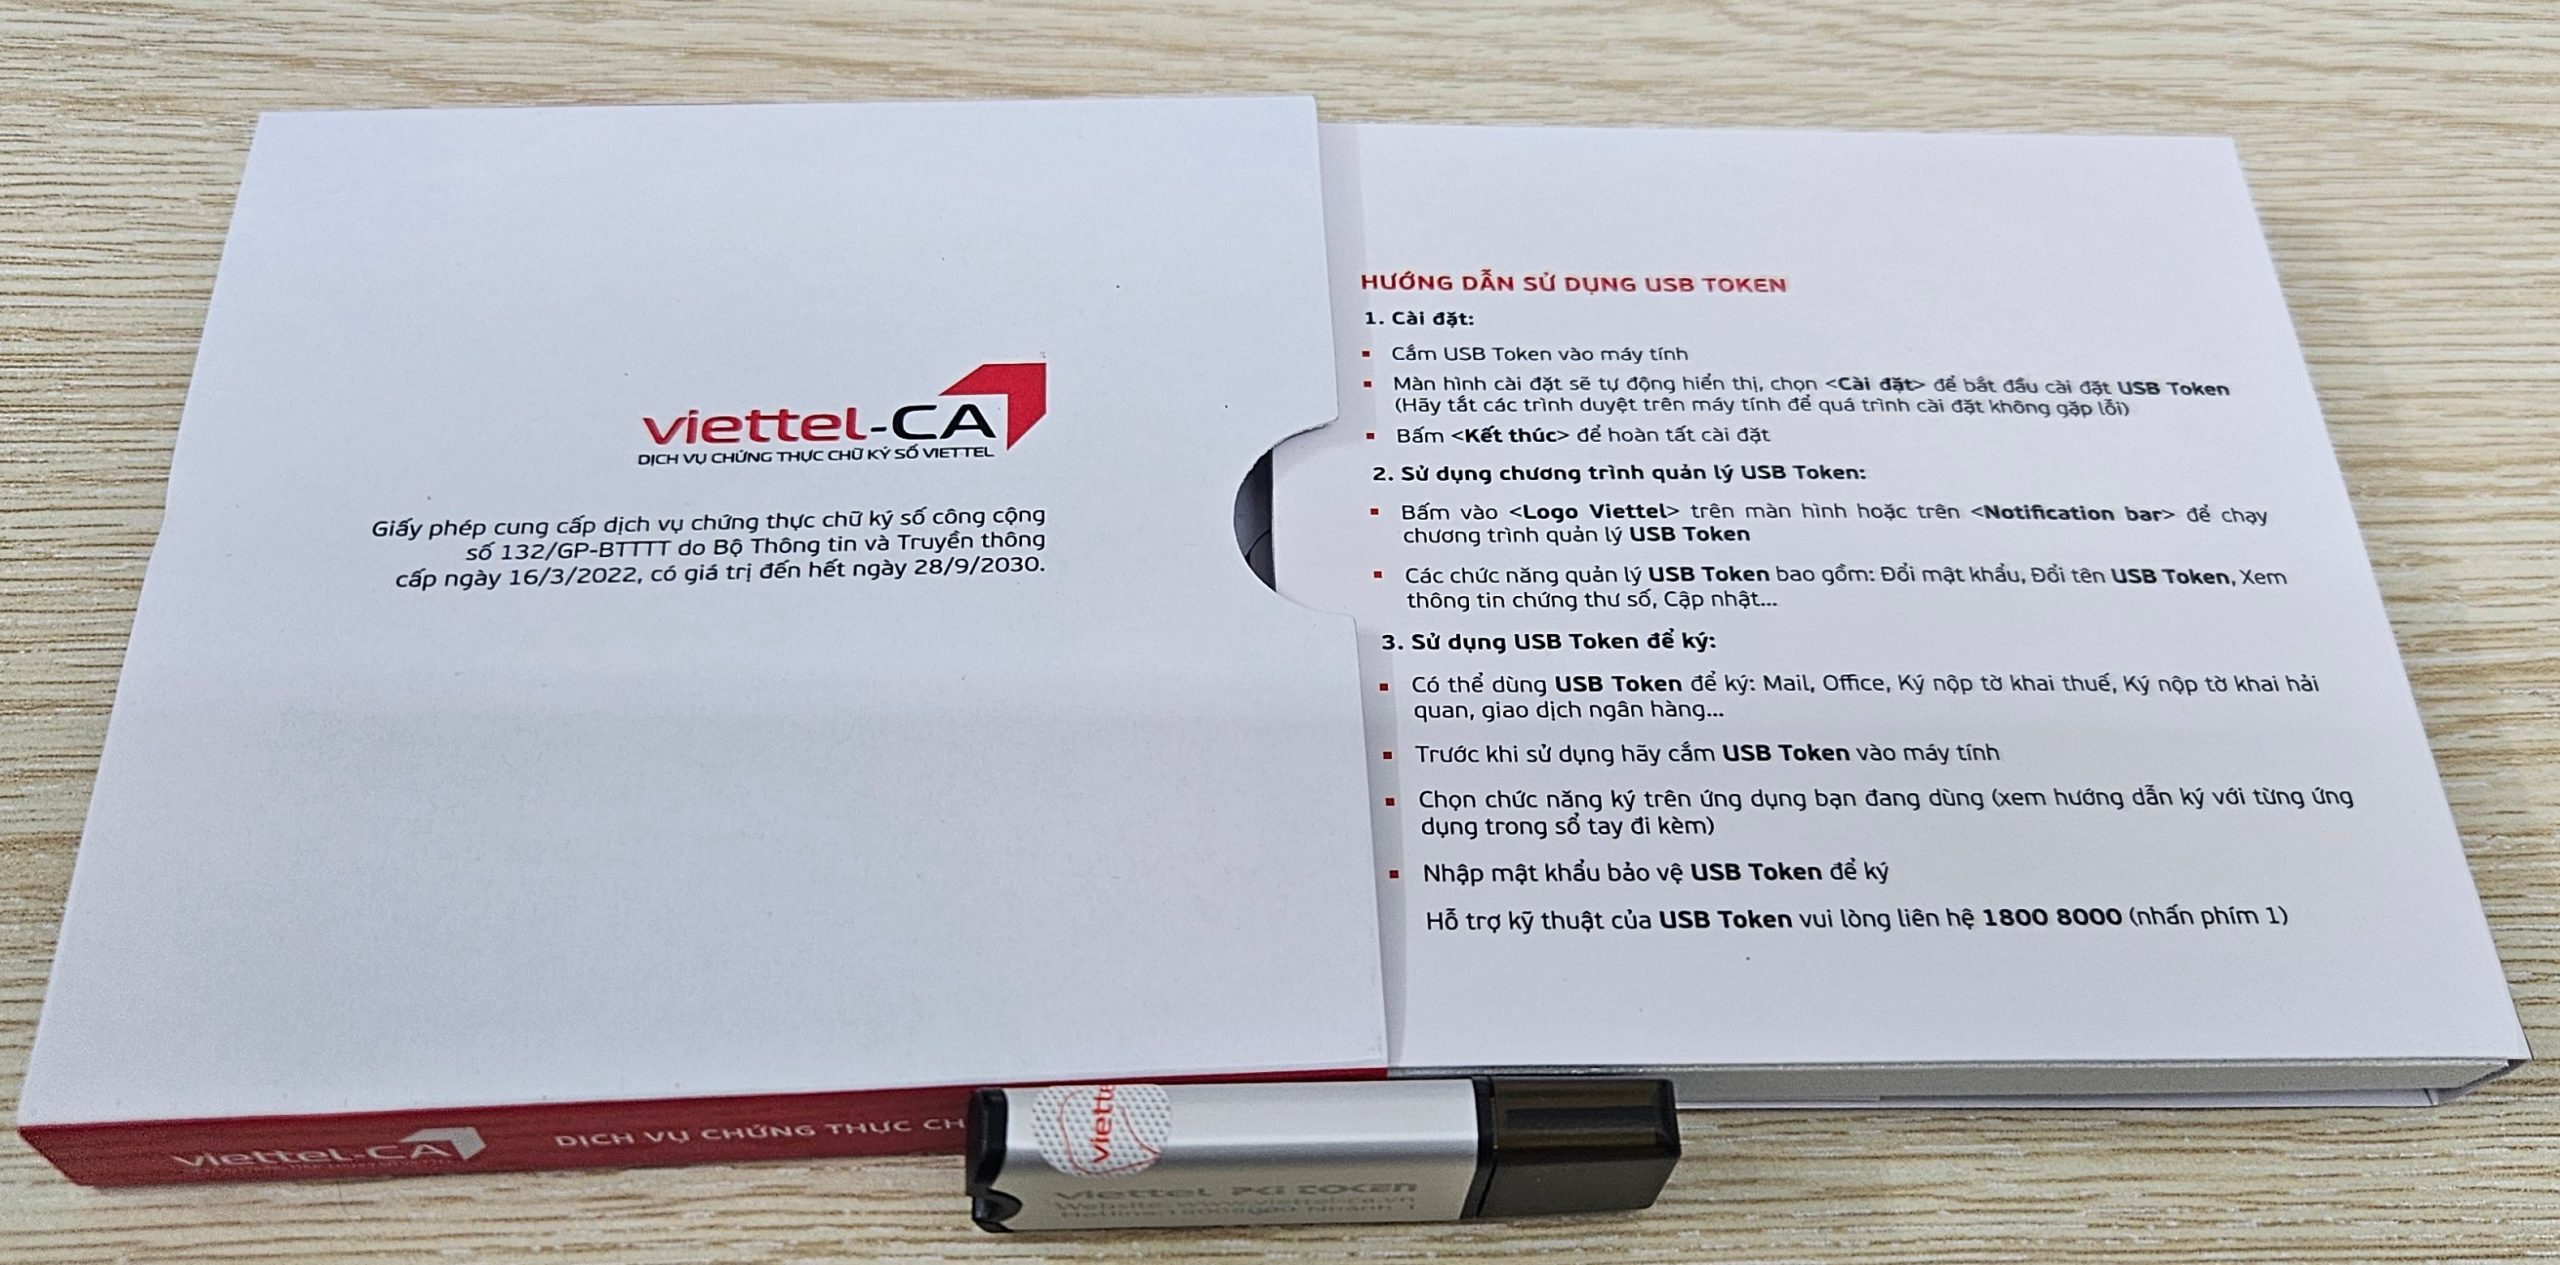 viettel-CA
DỊCH VỤ CHỨNG THỰC CHỮ KÝ SỐ VIETTEL
Giấy phép cung cấp dịch vụ chứng thực chữ ký số công cộng
số 132/GP-BTTTT do Bộ Thông tin và Truyền thông
cấp ngày 16/3/2022, có giá trị đến hết ngày 28/9/2030.
HƯỚNG DẪN SỬ DỤNG USB TOKEN
1. Cài đặt:
▪ Cắm USB Token vào máy tính
▪ Màn hình cài đặt sẽ tự động hiển thị, chọn <Cài đặt> để bắt đầu cài đặt USB Token
(Hãy tắt các trình duyệt trên máy tính để quá trình cài đặt không gặp lỗi)
▪ Bấm <Kết thúc> để hoàn tất cài đặt
2. Sử dụng chương trình quản lý USB Token:
▪ Bấm vào <Logo Viettel> trên màn hình hoặc trên <Notification bar> để chạy
chương trình quản lý USB Token
▪ Các chức năng quản lý USB Token bao gồm: Đổi mật khẩu, Đổi tên USB Token, Xem
thông tin chứng thư số, Cập nhật...
3. Sử dụng USB Token để ký:
▪ Có thể dùng USB Token để ký: Mail, Office, Ký nộp tờ khai thuế, Ký nộp tờ khai hải
quan, giao dịch ngân hàng...
▪ Trước khi sử dụng hãy cắm USB Token vào máy tính
▪ Chọn chức năng ký trên ứng dụng bạn đang dùng (xem hướng dẫn ký với từng ứng
dụng trong sổ tay đi kèm)
▪ Nhập mật khẩu bảo vệ USB Token để ký
Hỗ trợ kỹ thuật của USB Token vui lòng liên hệ 1800 8000 (nhấn phím 1)
viettel-CA
DỊCH VỤ CHỨNG THỰC CH
viette
viettel PKI token
Website
Hotline: 18008000 Nhánh 1